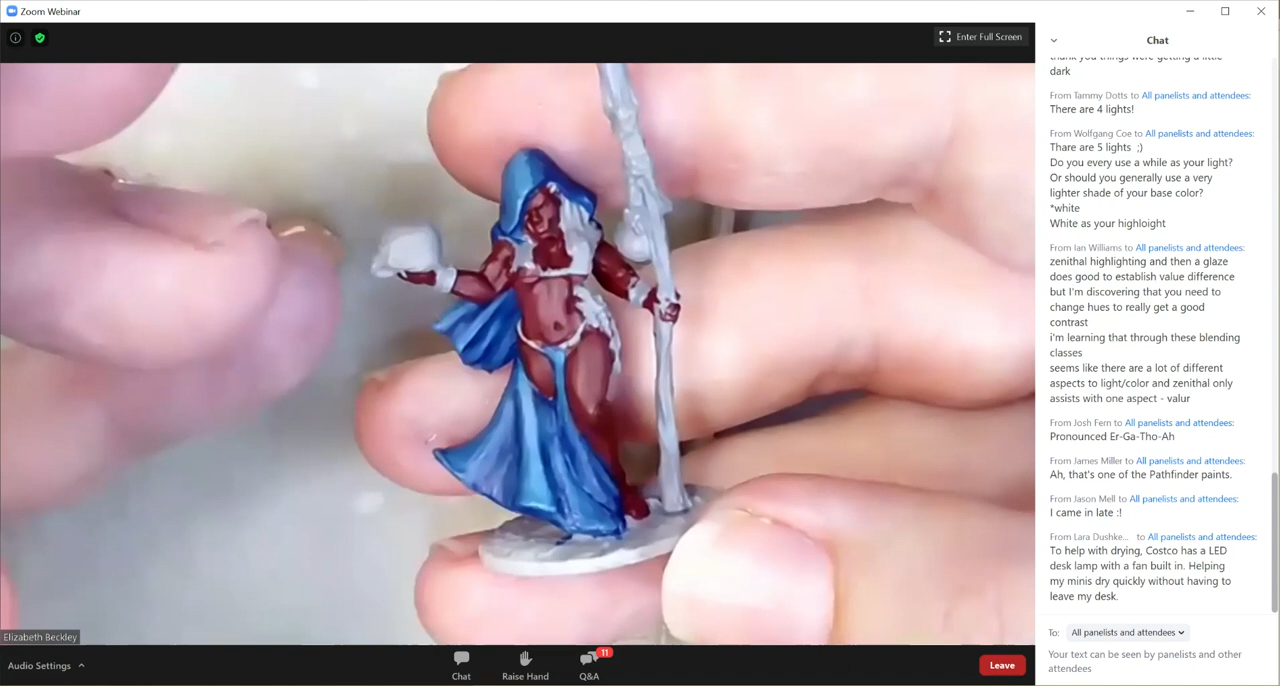 Zoom Webinar
Enter Full Screen
Chat
thank you things were getting a little
dark
From Tammy Dotts to All panelists and attendees:
There are 4 lights!
From Wolfgang Coe to All panelists and attendees:
Thare are 5 lights ;)
Do you every use a while as your light?
Or should you generally use a very
lighter shade of your base color?
*white
White as your highloight
From Ian Williams to All panelists and attendees:
zenithal highlighting and then a glaze
does good to establish value difference
but I'm discovering that you need to
change hues to really get a good
contrast
i'm learning that through these blending
classes
seems like there are a lot of different
aspects to light/color and zenithal only
assists with one aspect - valur
From Josh Fern to All panelists and attendees:
Pronounced Er-Ga-Tho-Ah
From James Miller to All panelists and attendees:
Ah, that's one of the Pathfinder paints.
From Jason Mell to All panelists and attendees:
I came in late :!
From Lara Dushke... to All panelists and attendees:
To help with drying, Costco has a LED
desk lamp with a fan built in. Helping
my minis dry quickly without having to
leave my desk.
To: All panelists and attendees
Your text can be seen by panelists and other
attendees
Elizabeth Beckley
Audio Settings
Chat
Raise Hand
11
Q&A
Leave